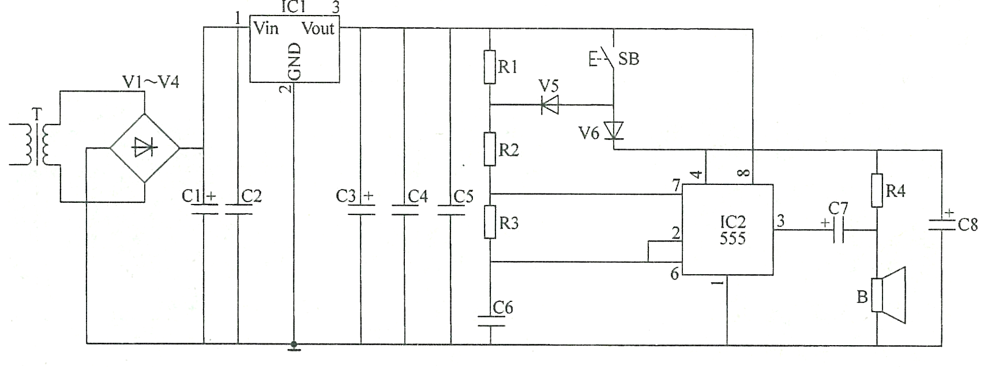 IC1
1
3
Vin
Vout
GND
2
V1~V4
T
C1
+
C2
C3
+
C4
C5
R1
SB
V5
R2
V6
4
8
7
R3
2
6
IC2
555
3
1
C7
+
R4
+
C8
B
C6